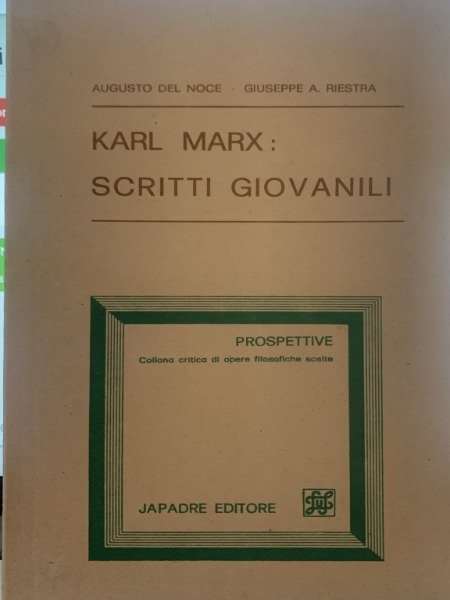 AUGUSTO DEL NOCE - GIUSEPPE A. RIESTRA
KARL MARX:
SCRITTI GIOVANILI
PROSPETTIVE
Collana critica di opere filosofiche scelte
JAPADRE EDITORE